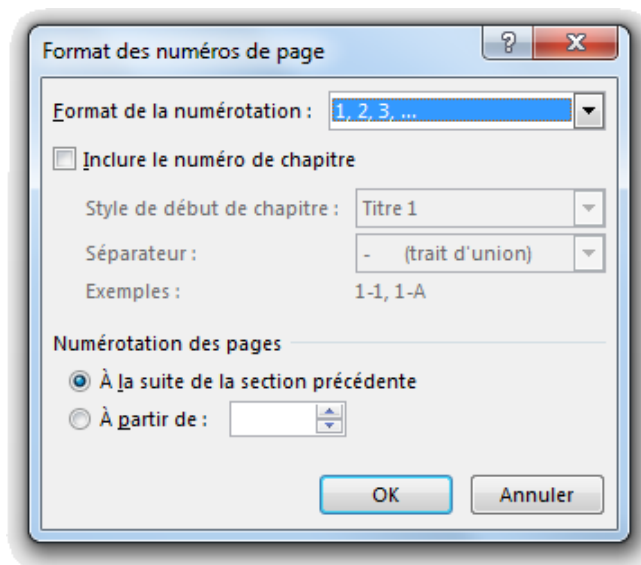 Format des numéros de page
Format de la numérotation : 1, 2, 3, ...
Inclure le numéro de chapitre
Style de début de chapitre : Titre 1
Séparateur : - (trait d'union)
Exemples : 1-1, 1-A
Numérotation des pages
À la suite de la section précédente
À partir de :
OK Annuler